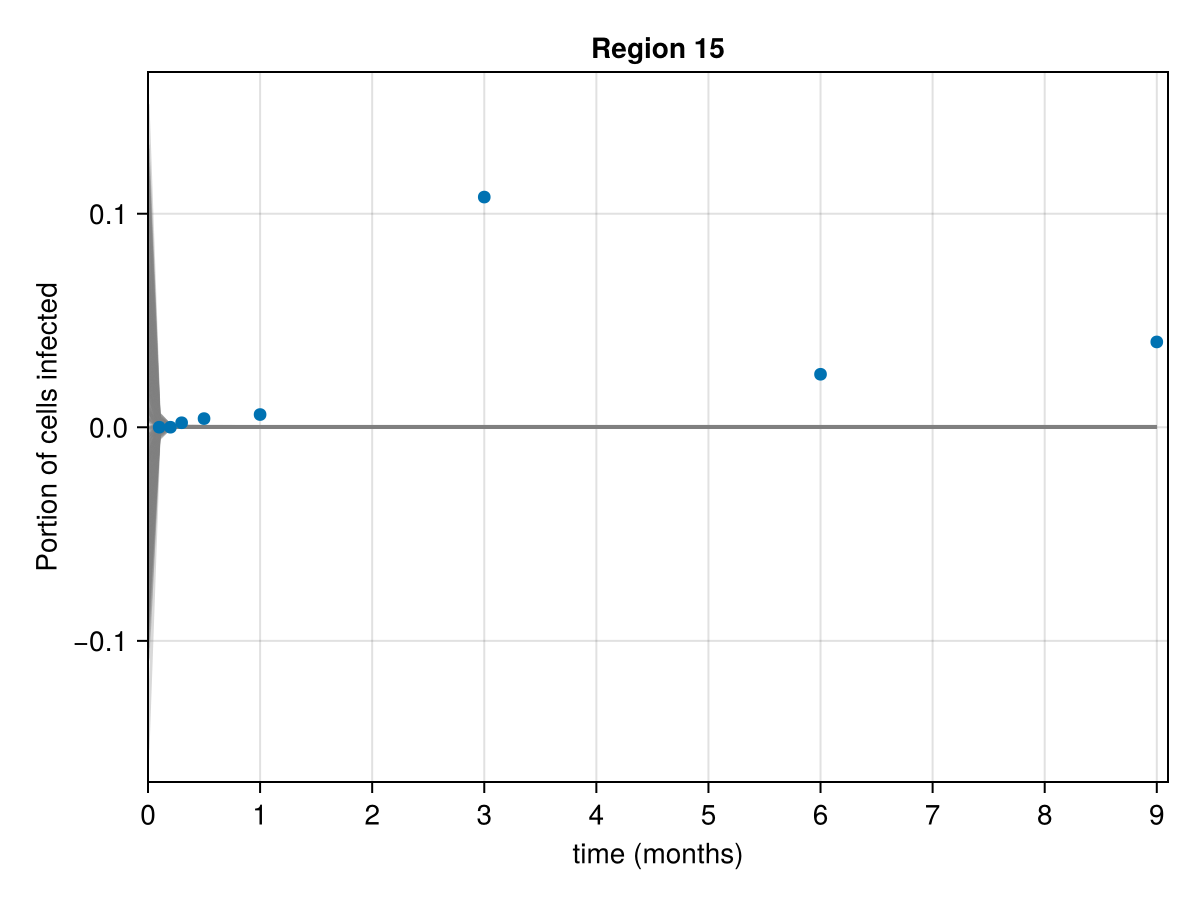 Region 15
Portion of cells infected
0.1
0.0
−0.1
0 1 2 3 4 5 6 7 8 9
time (months)